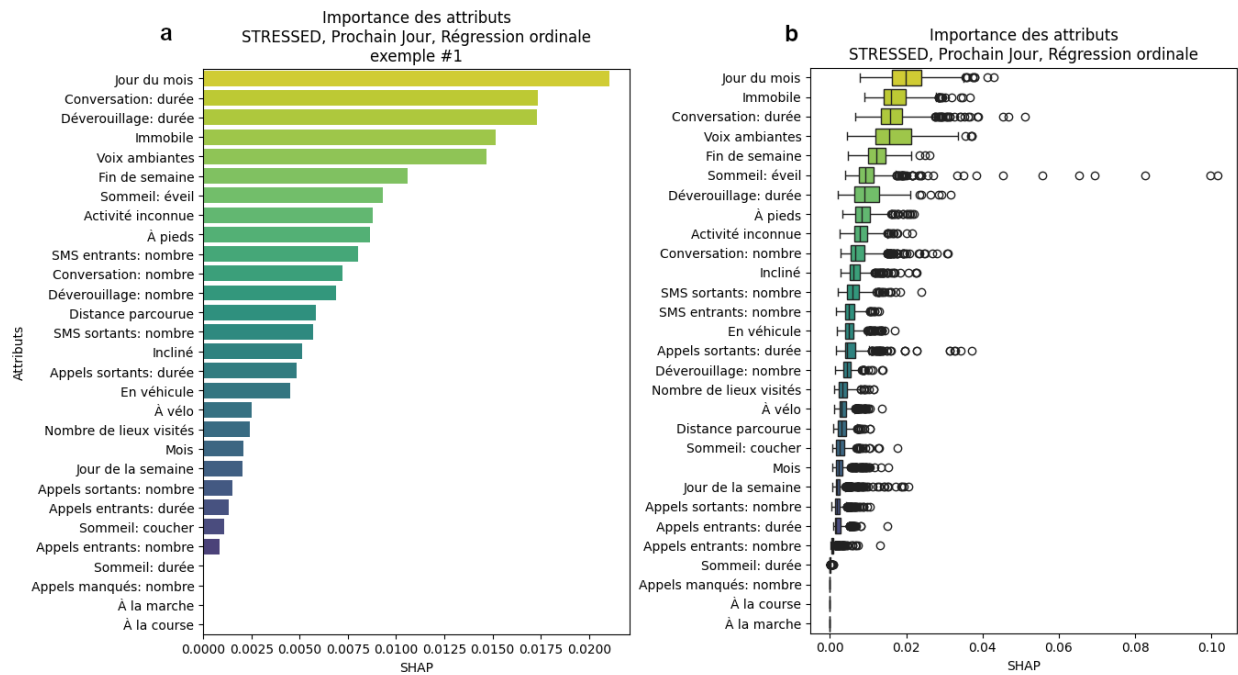 a
Importance des attributs
STRESSED, Prochain Jour, Régression ordinale
exemple #1
Attributs
Jour du mois
Conversation: durée
Déverouillage: durée
Immobile
Voix ambiantes
Fin de semaine
Sommeil: éveil
Activité inconnue
À pieds
SMS entrants: nombre
Conversation: nombre
Déverouillage: nombre
Distance parcourue
SMS sortants: nombre
Incliné
Appels sortants: durée
En véhicule
À vélo
Nombre de lieux visités
Mois
Jour de la semaine
Appels sortants: nombre
Appels entrants: durée
Sommeil: coucher
Appels entrants: nombre
Sommeil: durée
Appels manqués: nombre
À la marche
À la course
0.0000 0.0025 0.0050 0.0075 0.0100 0.0125 0.0150 0.0175 0.0200
SHAP
b
Importance des attributs
STRESSED, Prochain Jour, Régression ordinale
Jour du mois
Immobile
Conversation: durée
Voix ambiantes
Fin de semaine
Sommeil: éveil
Déverouillage: durée
À pieds
Activité inconnue
Conversation: nombre
Incliné
SMS sortants: nombre
SMS entrants: nombre
En véhicule
Appels sortants: durée
Déverouillage: nombre
Nombre de lieux visités
À vélo
Distance parcourue
Sommeil: coucher
Mois
Jour de la semaine
Appels sortants: nombre
Appels entrants: durée
Appels entrants: nombre
Sommeil: durée
Appels manqués: nombre
À la course
À la marche
0.00 0.02 0.04 0.06 0.08 0.10
SHAP